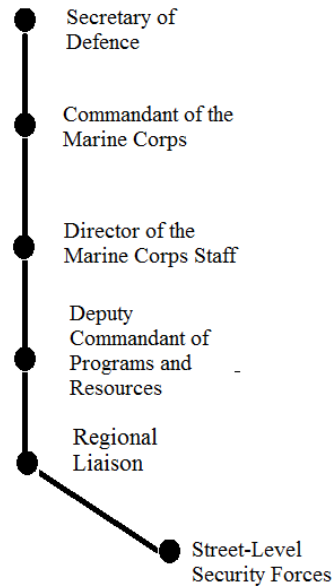 Secretary of
Defence
Commandant of the
Marine Corps
Director of the
Marine Corps Staff
Deputy
Commandant of
Programs and
Resources
Regional
Liaison
Street-Level
Security Forces